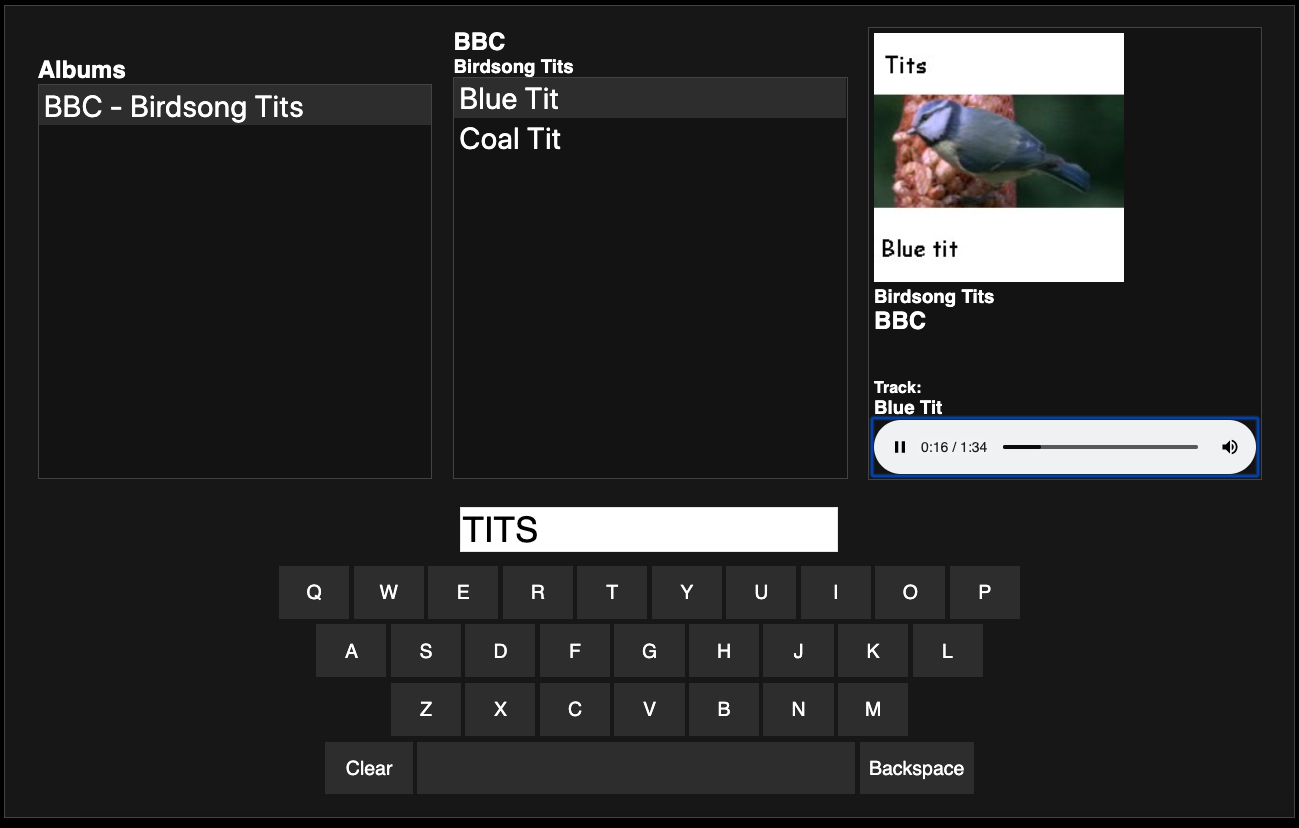 Albums
BBC - Birdsong Tits
BBC
Birdsong Tits
Blue Tit
Coal Tit
Tits
Blue tit
Birdsong Tits
BBC
Track:
Blue Tit
0:16 / 1:34
TITS
Q W E R T Y U I O P
A S D F G H J K L
Z X C V B N M
Clear Backspace